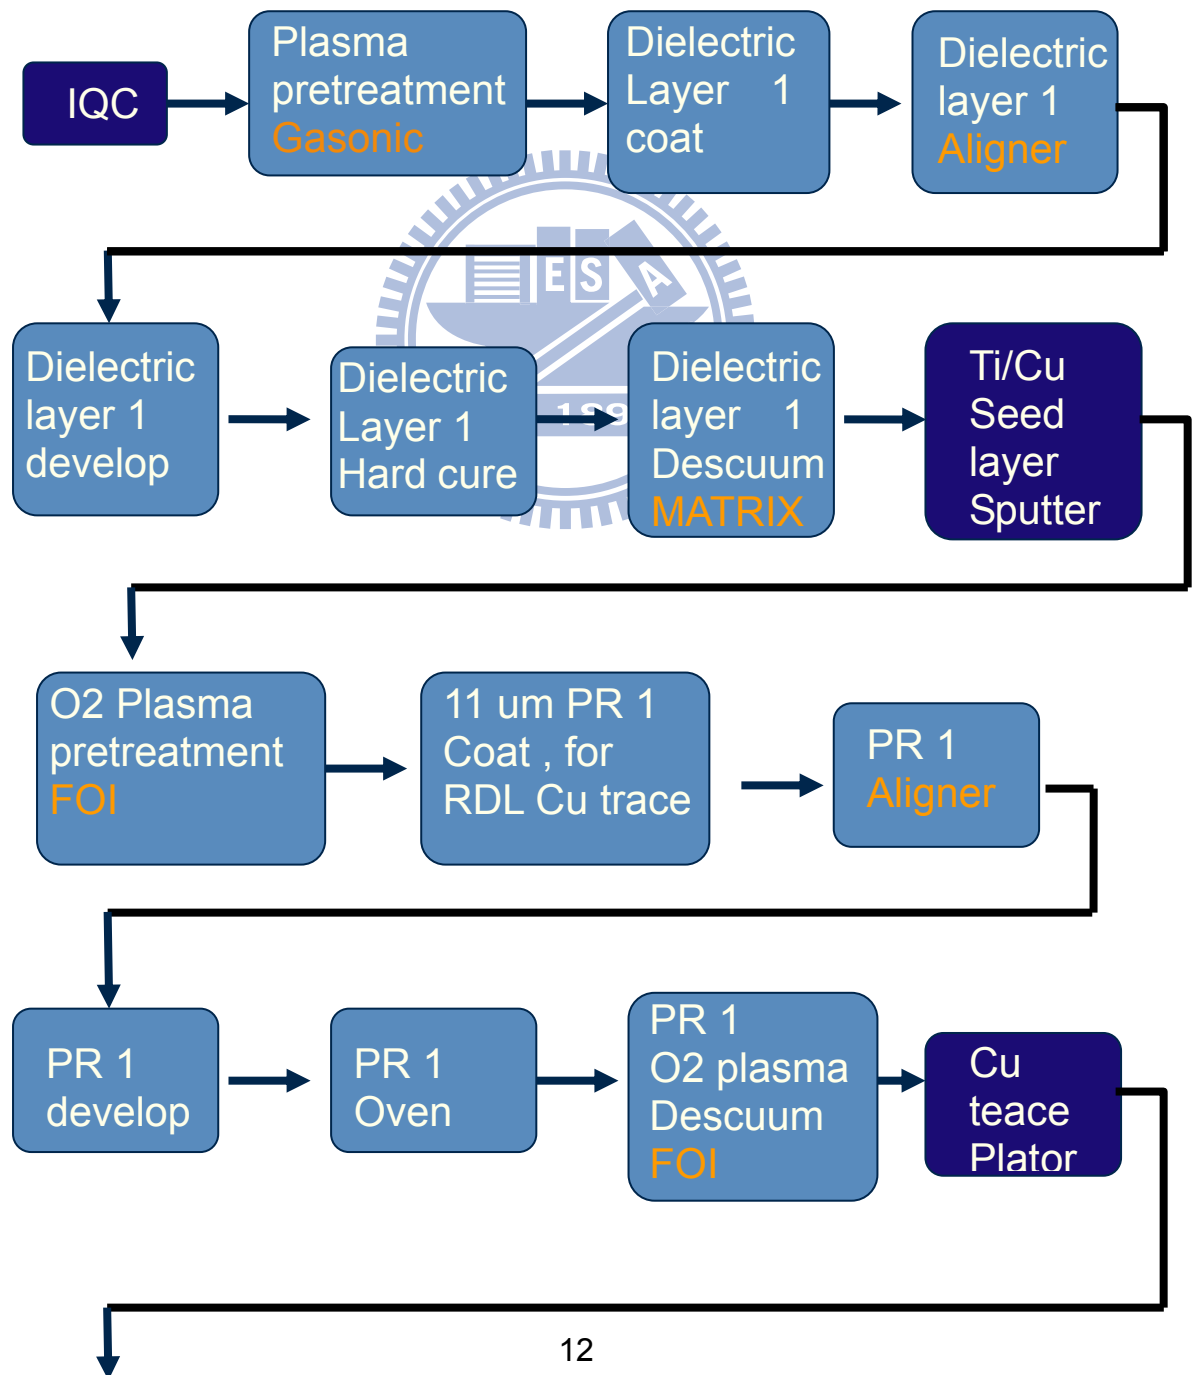 IQC
Plasma
pretreatment
Gasonic
Dielectric
Layer 1
coat
Dielectric
layer 1
Aligner
E S A
Dielectric
layer 1
develop
Dielectric
Layer 1
Hard cure
189
Dielectric
layer 1
Descuum
MATRIX
Ti/Cu
Seed
layer
Sputter
O2 Plasma
pretreatment
FOI
11 um PR 1
Coat , for
RDL Cu trace
PR 1
Aligner
PR 1
develop
PR 1
Oven
PR 1
O2 plasma
Descuum
FOI
Cu
teace
Plator
12